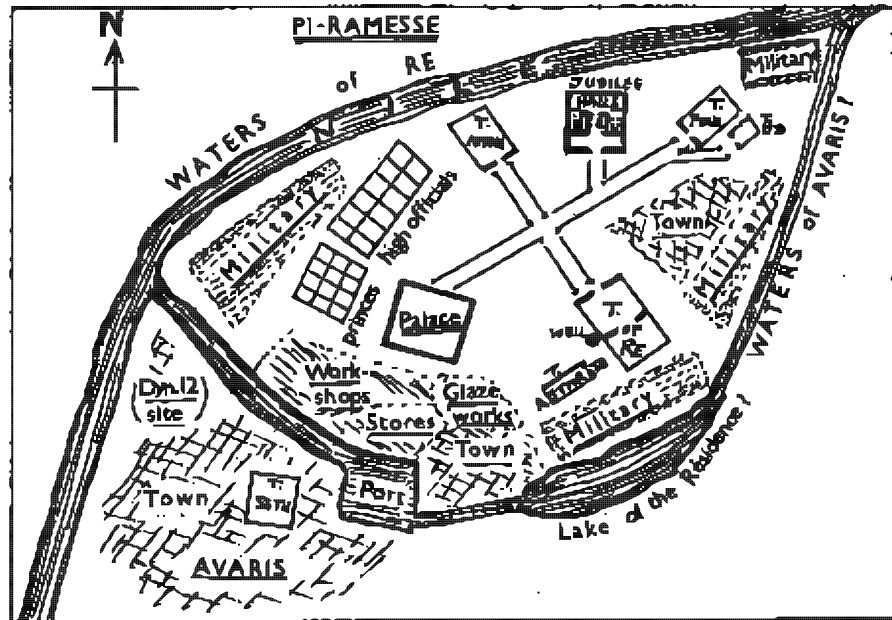 PI-RAMESSE
N
WATERS of RE
Military
Jubilee
T.
T.
high officials
Military
Town
Military
WATERS of AVARIS?
princes
Palace
T.
of
RE
Well
Work-
shops
Glaze
works
Stores
Town
Military
(Dyn.12
site)
Town
T.
Port
Lake of the Residence?
AVARIS